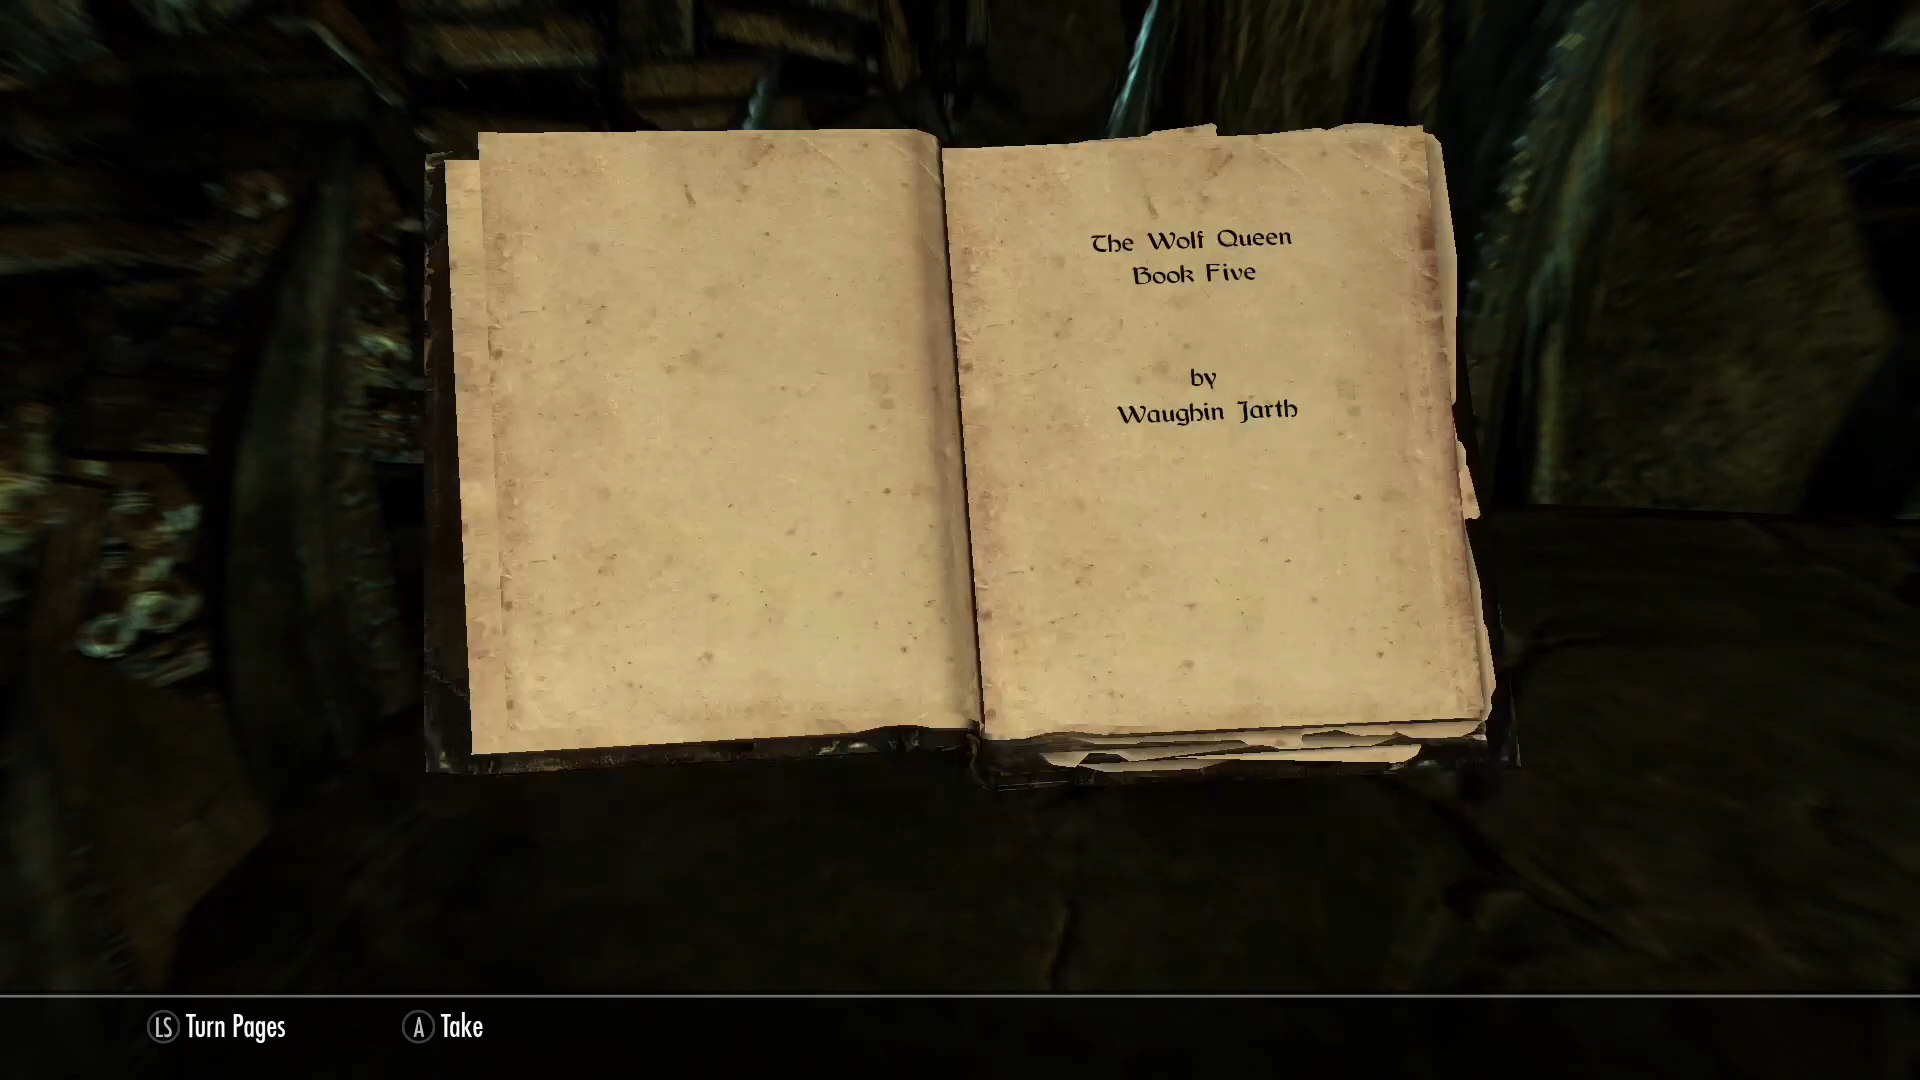 The Wolf Queen
Book Five
by
Waughin Jarth
LS Turn Pages
A Take